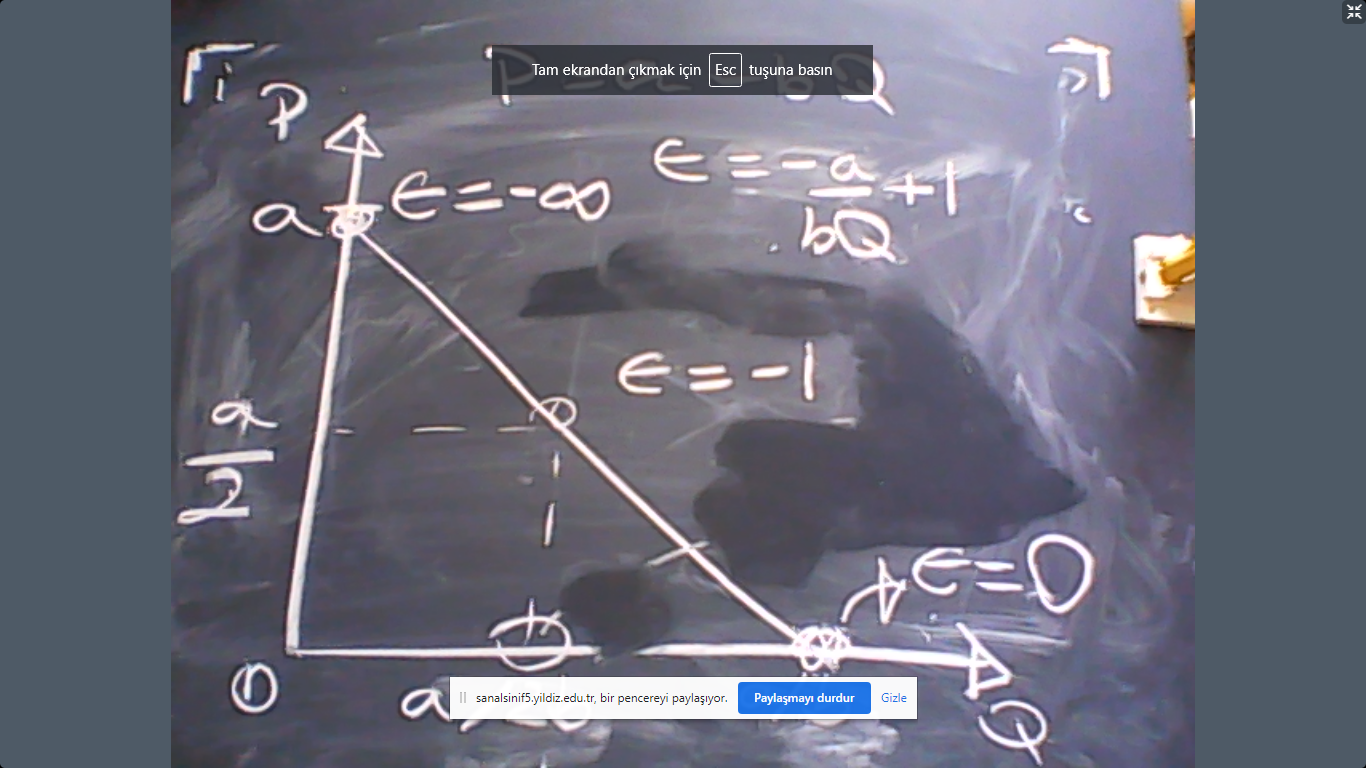 Tam ekrandan çıkmak için Esc tuşuna basın
P = a - bQ
P
ϵ = -a/bQ + 1
a ϵ = -∞
ϵ = -1
a/2
ϵ = 0
O
Q
sanalsinif5.yildiz.edu.tr, bir pencereyi paylaşıyor. Paylaşmayı durdur Gizle